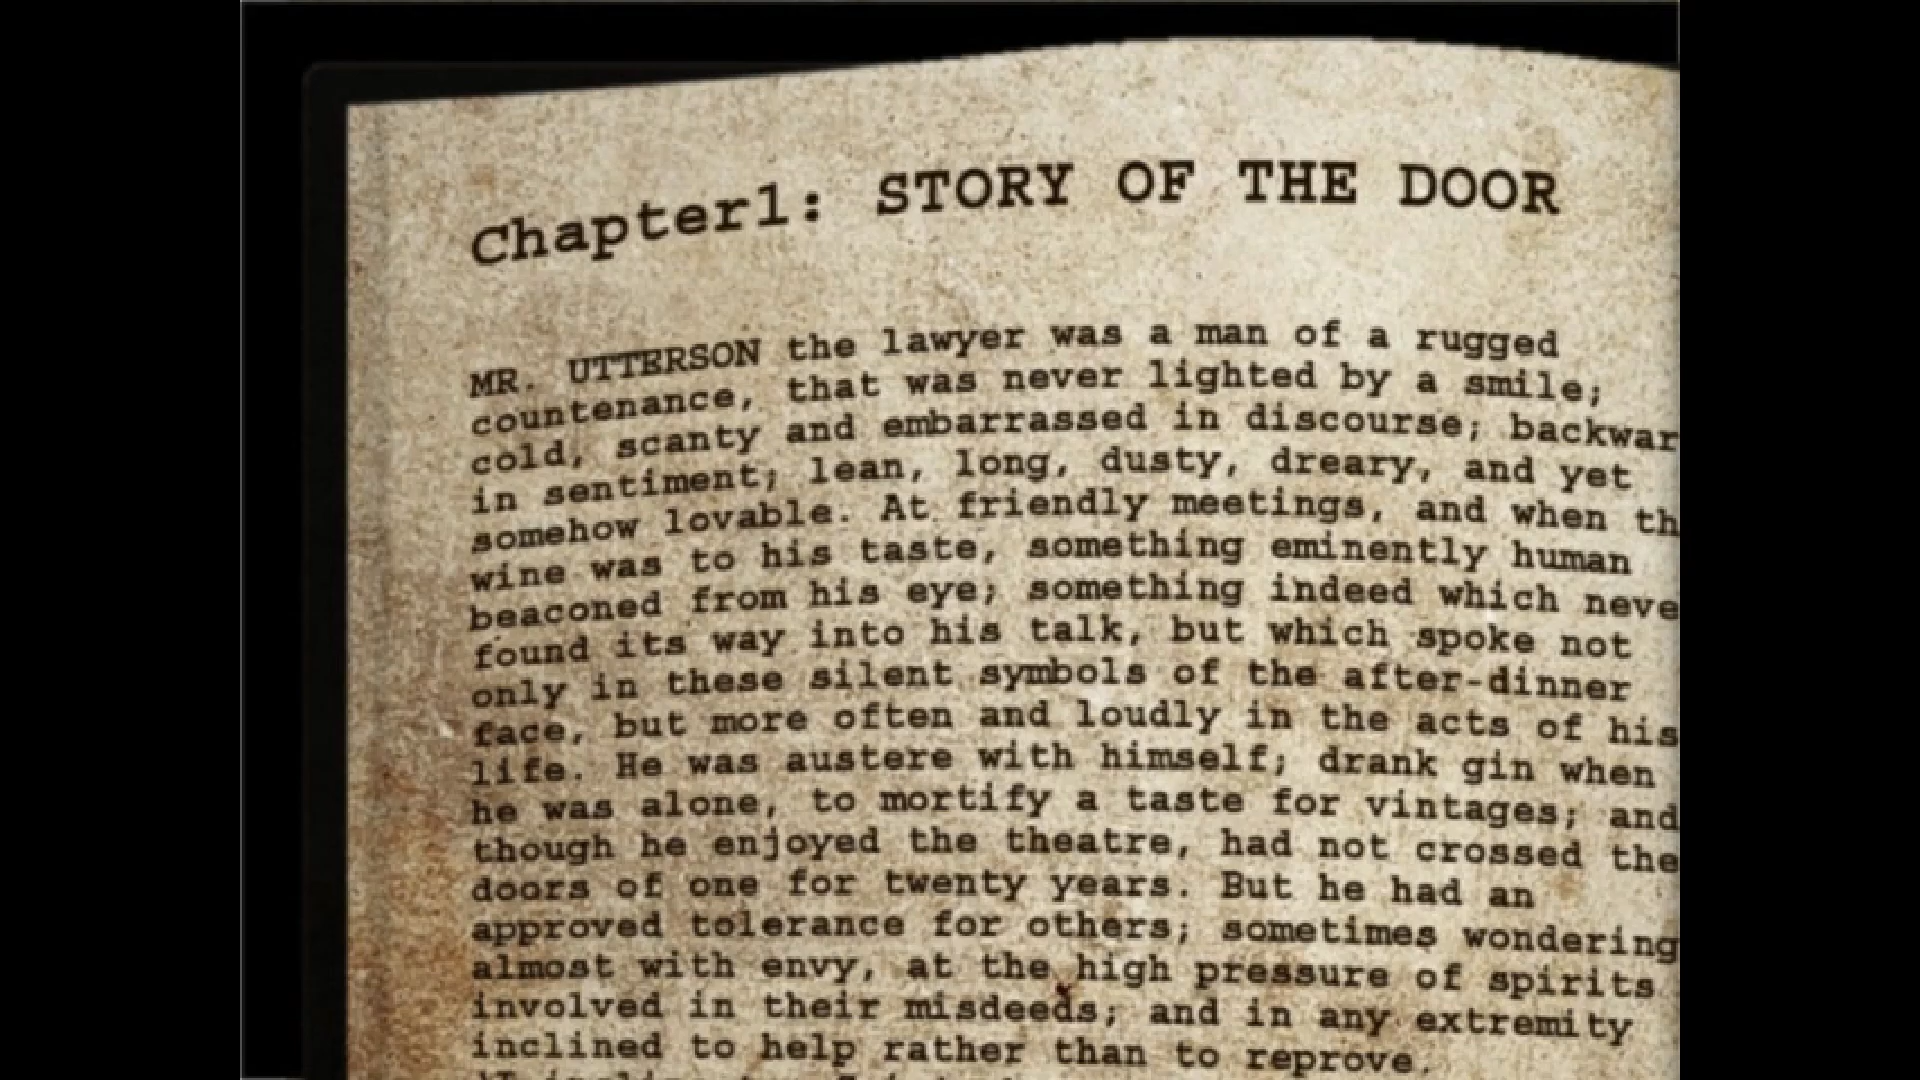 Chapter1: STORY OF THE DOOR
MR. UTTERSON the lawyer was a man of a rugged
countenance, that was never lighted by a smile;
cold, scanty and embarrassed in discourse; backwar
in sentiment; lean, long, dusty, dreary, and yet
somehow lovable. At friendly meetings, and when th
wine was to his taste, something eminently human
beaconed from his eye; something indeed which neve
found its way into his talk, but which spoke not
only in these silent symbols of the after-dinner
face, but more often and loudly in the acts of his
life. He was austere with himself; drank gin when
he was alone, to mortify a taste for vintages; and
though he enjoyed the theatre, had not crossed the
doors of one for twenty years. But he had an
approved tolerance for others; sometimes wondering
almost with envy, at the high pressure of spirits
involved in their misdeeds; and in any extremity
inclined to help rather than to reprove.